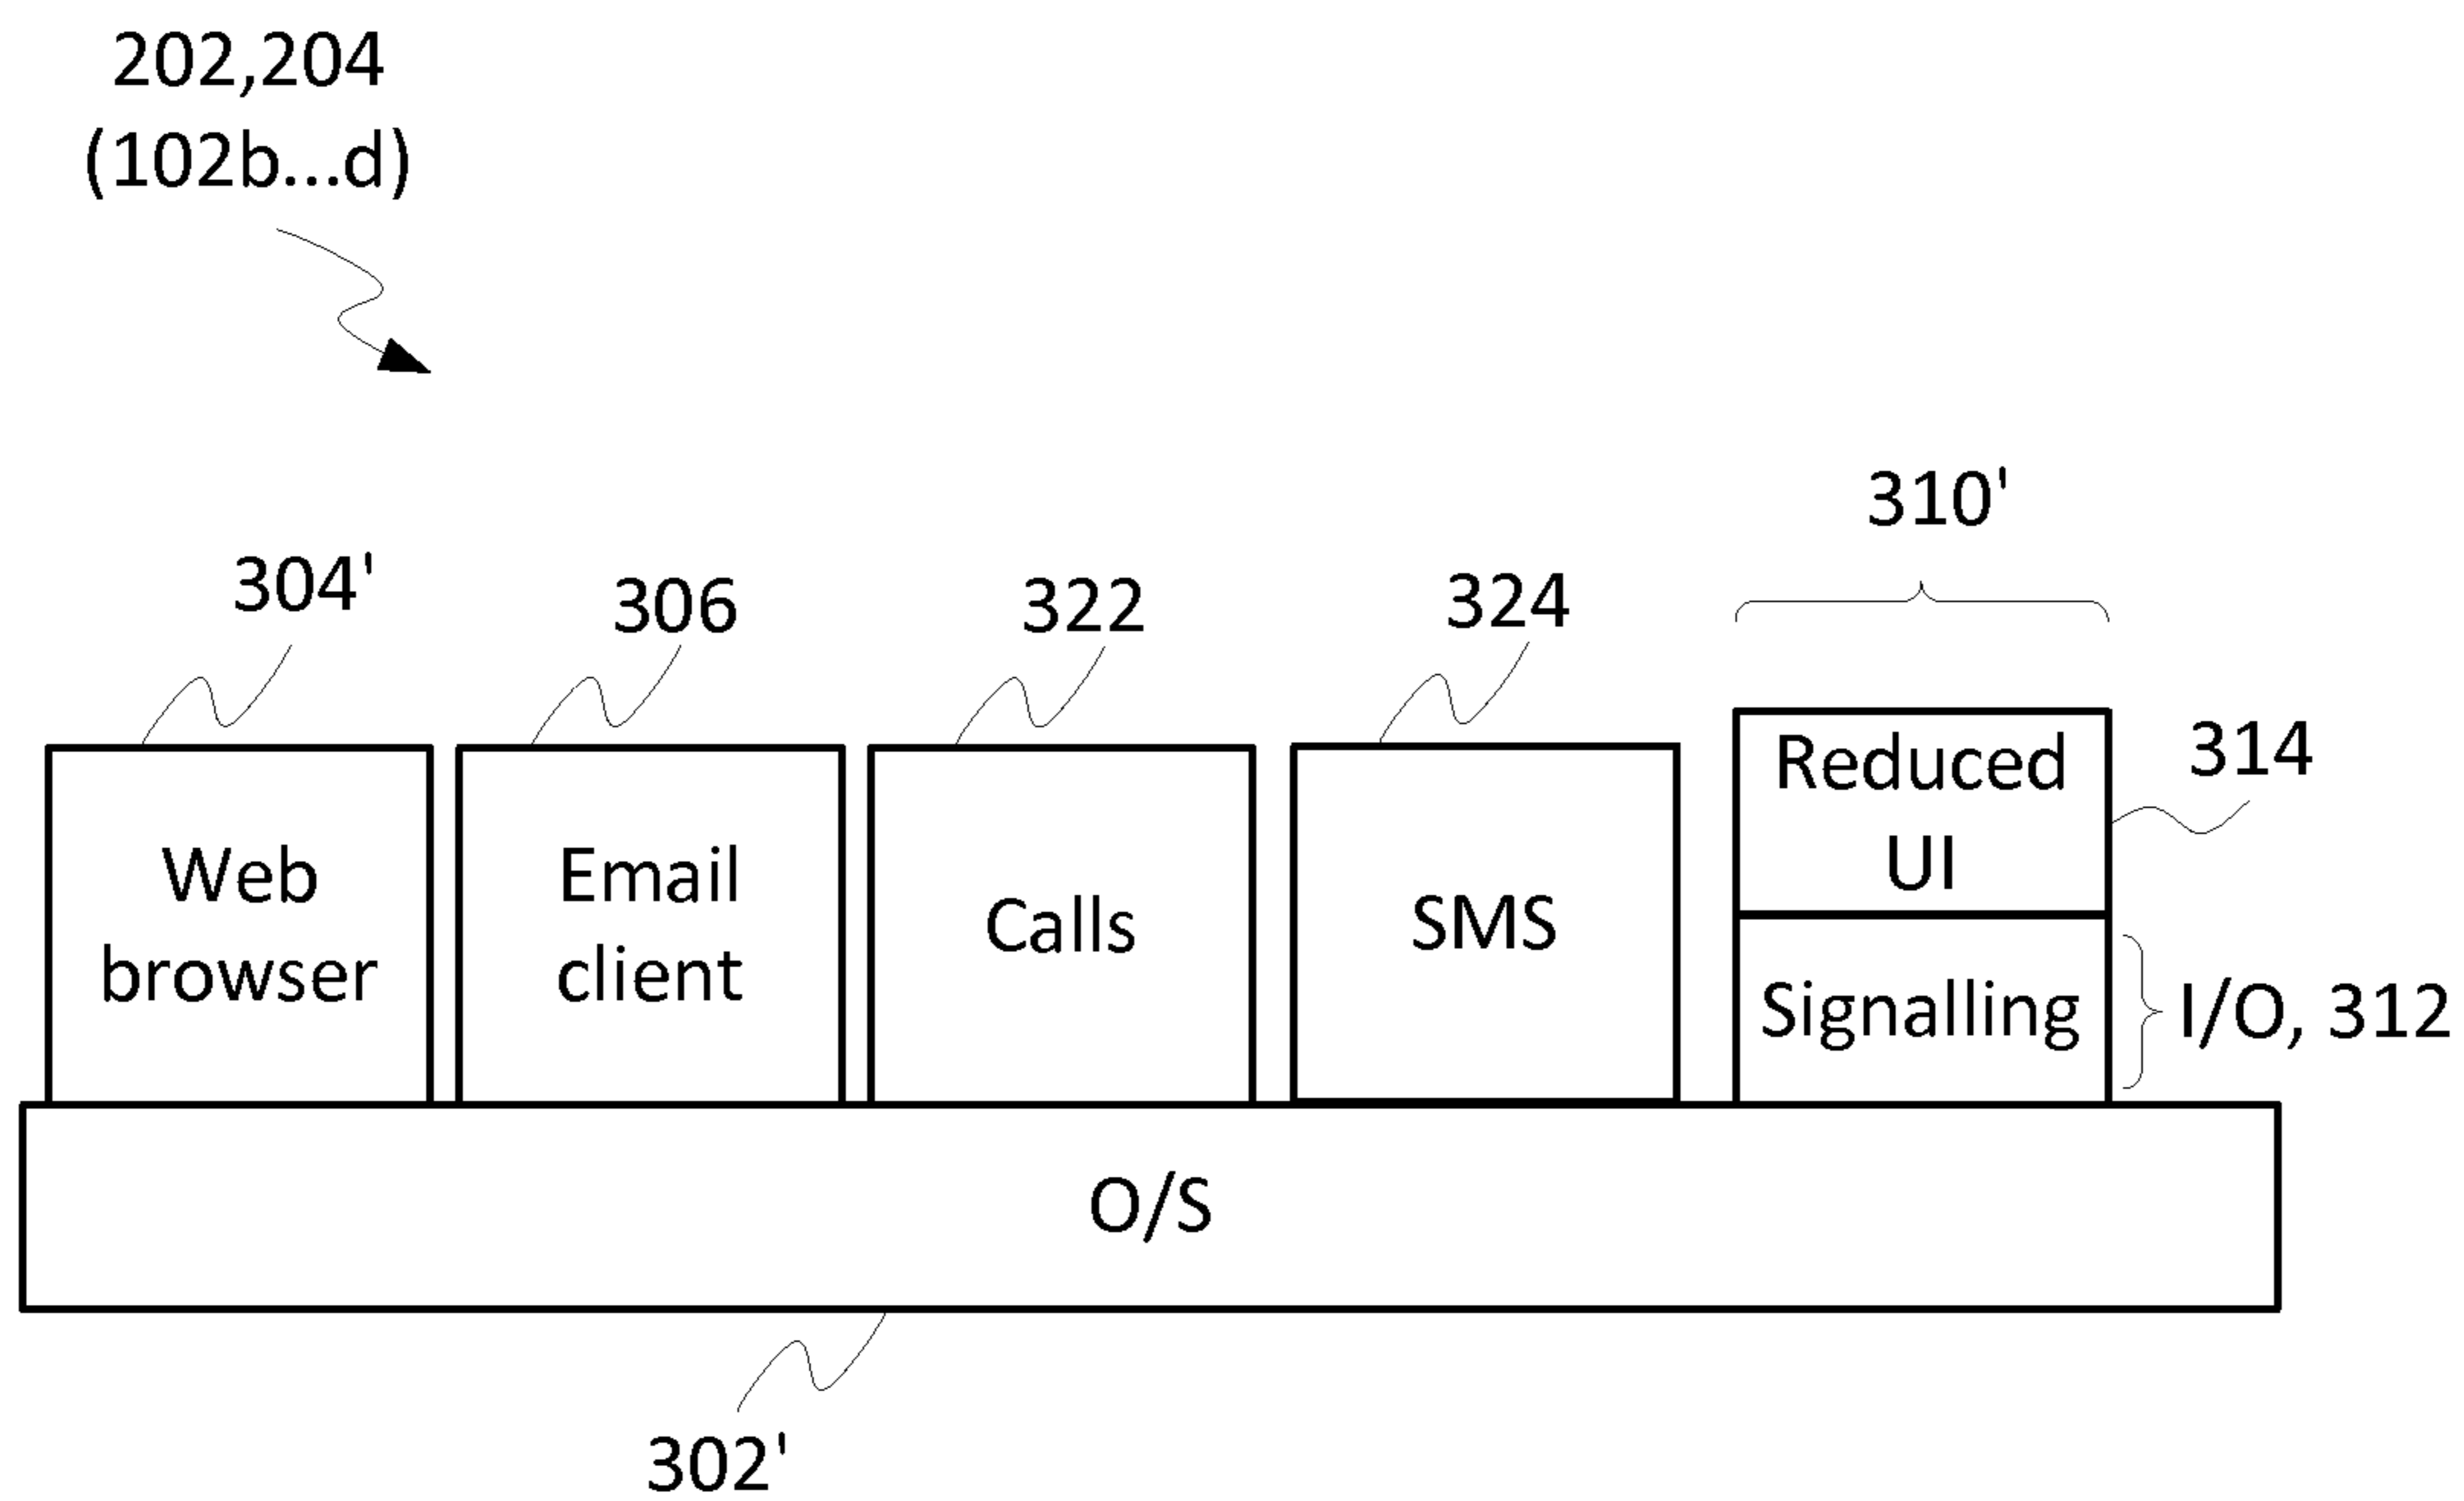 202,204
(102b...d)
310'
304'
306
322
324
314
Reduced
UI
Web
browser
Email
client
Calls
SMS
Signalling
I/O, 312
O/S
302'